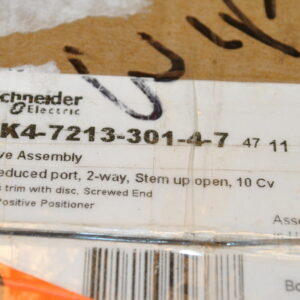 chneider
Electric
K4-7213-301-4-7 47 11
ve Assembly
educed port, 2-way, Stem up open, 10 Cv
s trim with disc, Screwed End
Positive Positioner
Asse